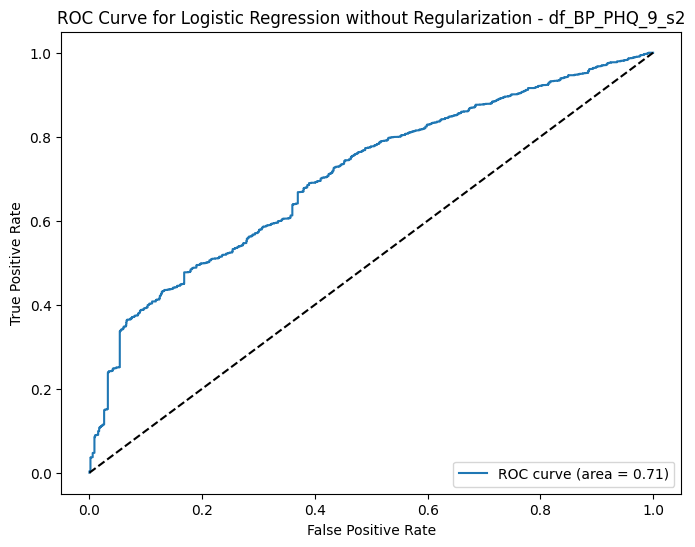 ROC Curve for Logistic Regression without Regularization - df_BP_PHQ_9_s2
True Positive Rate
1.0
0.8
0.6
0.4
0.2
0.0
0.0 0.2 0.4 0.6 0.8 1.0
False Positive Rate
ROC curve (area = 0.71)